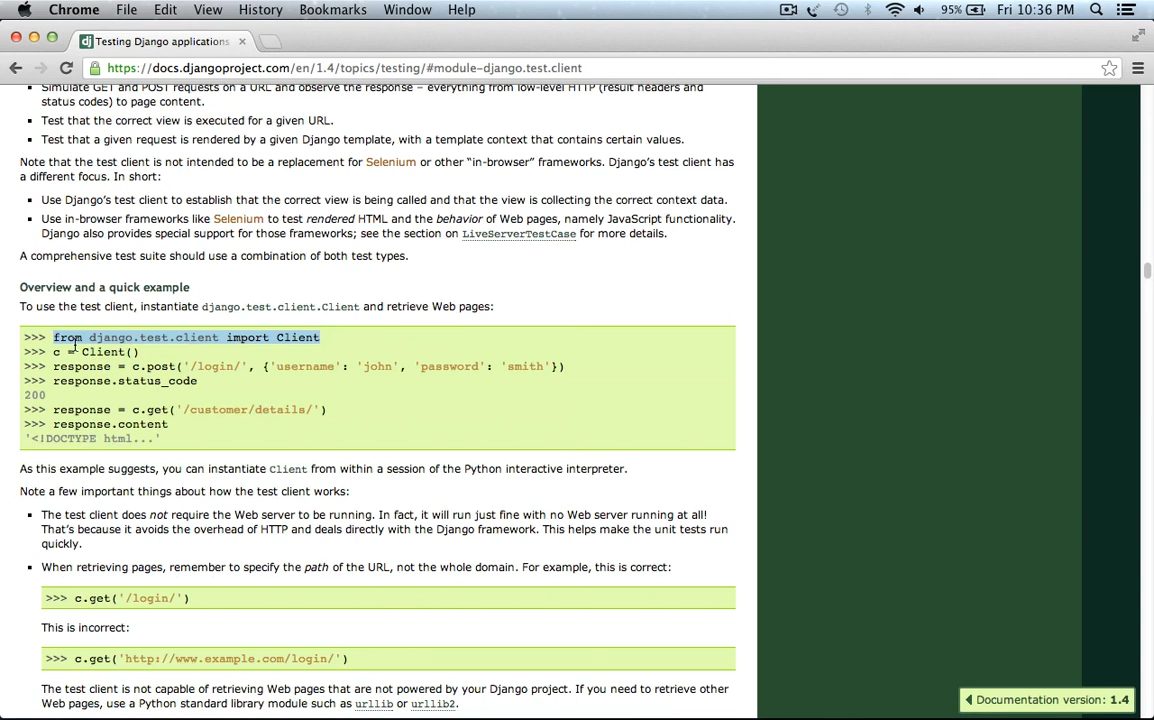 Chrome File Edit View History Bookmarks Window Help 95% Fri 10:36 PM
dj Testing Django applications
https://docs.djangoproject.com/en/1.4/topics/testing/#module-django.test.client
Simulate GET and POST requests on a URL and observe the response – everything from low-level HTTP (result headers and
status codes) to page content.
Test that the correct view is executed for a given URL.
Test that a given request is rendered by a given Django template, with a template context that contains certain values.
Note that the test client is not intended to be a replacement for Selenium or other “in-browser” frameworks. Django’s test client has
a different focus. In short:
Use Django’s test client to establish that the correct view is being called and that the view is collecting the correct context data.
Use in-browser frameworks like Selenium to test rendered HTML and the behavior of Web pages, namely JavaScript functionality.
Django also provides special support for those frameworks; see the section on LiveServerTestCase for more details.
A comprehensive test suite should use a combination of both test types.
Overview and a quick example
To use the test client, instantiate django.test.client.Client and retrieve Web pages:
>>> from django.test.client import Client
>>> c = Client()
>>> response = c.post('/login/', {'username': 'john', 'password': 'smith'})
>>> response.status_code
200
>>> response = c.get('/customer/details/')
>>> response.content
'<!DOCTYPE html...'
As this example suggests, you can instantiate Client from within a session of the Python interactive interpreter.
Note a few important things about how the test client works:
The test client does not require the Web server to be running. In fact, it will run just fine with no Web server running at all!
That’s because it avoids the overhead of HTTP and deals directly with the Django framework. This helps make the unit tests run
quickly.
When retrieving pages, remember to specify the path of the URL, not the whole domain. For example, this is correct:
>>> c.get('/login/')
This is incorrect:
>>> c.get('http://www.example.com/login/')
The test client is not capable of retrieving Web pages that are not powered by your Django project. If you need to retrieve other
Web pages, use a Python standard library module such as urllib or urllib2.
Documentation version: 1.4